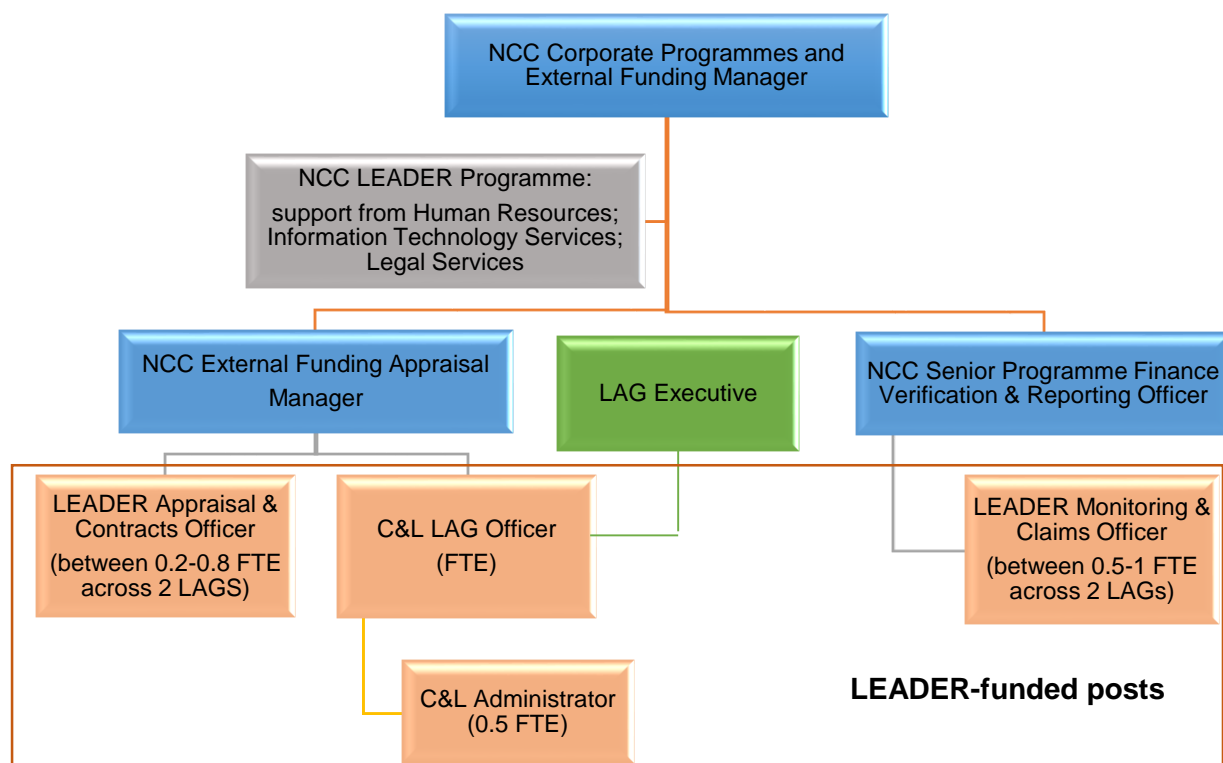 NCC Corporate Programmes and
External Funding Manager
NCC LEADER Programme:
support from Human Resources;
Information Technology Services;
Legal Services
NCC External Funding Appraisal
Manager
LAG Executive
NCC Senior Programme Finance
Verification & Reporting Officer
LEADER Appraisal &
Contracts Officer
(between 0.2-0.8 FTE
across 2 LAGS)
C&L LAG Officer
(FTE)
LEADER Monitoring &
Claims Officer
(between 0.5-1 FTE
across 2 LAGs)
C&L Administrator
(0.5 FTE)
LEADER-funded posts